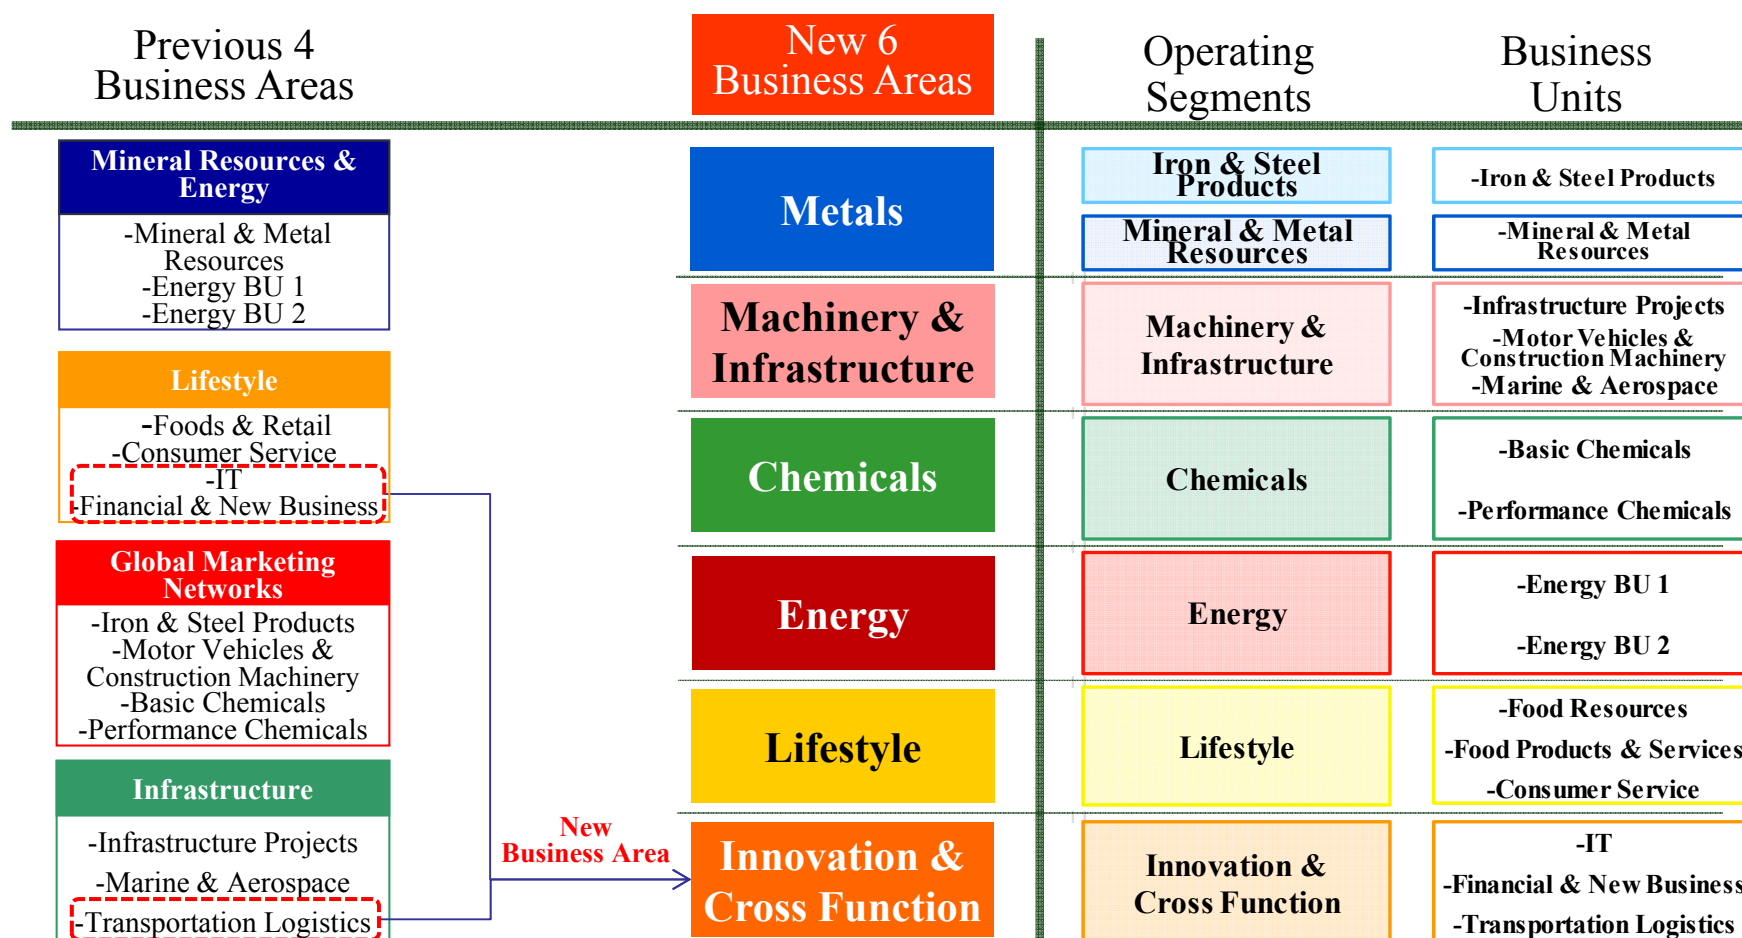 Previous 4
Business Areas
New 6
Business Areas
Operating
Segments
Business
Units
Mineral Resources &
Energy
-Mineral & Metal
Resources
-Energy BU 1
-Energy BU 2
Lifestyle
-Foods & Retail
-Consumer Service
-IT
-Financial & New Business
Global Marketing
Networks
-Iron & Steel Products
-Motor Vehicles &
Construction Machinery
-Basic Chemicals
-Performance Chemicals
Infrastructure
-Infrastructure Projects
-Marine & Aerospace
-Transportation Logistics
New
Business Area
Metals
Iron & Steel
Products
-Iron & Steel Products
Mineral & Metal
Resources
-Mineral & Metal
Resources
Machinery &
Infrastructure
Machinery &
Infrastructure
-Infrastructure Projects
-Motor Vehicles &
Construction Machinery
-Marine & Aerospace
Chemicals
Chemicals
-Basic Chemicals
-Performance Chemicals
Energy
Energy
-Energy BU 1
-Energy BU 2
Lifestyle
Lifestyle
-Food Resources
-Food Products & Services
-Consumer Service
Innovation &
Cross Function
Innovation &
Cross Function
-IT
-Financial & New Business
-Transportation Logistics